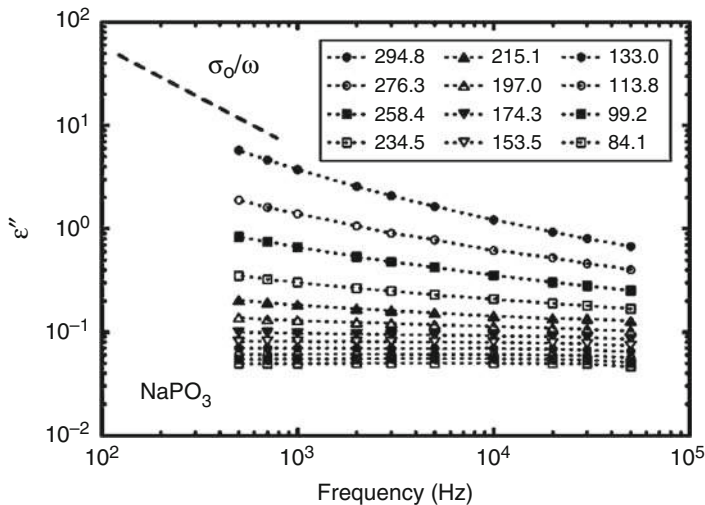 10²
σ₀/ω
294.8 215.1 133.0
276.3 197.0 113.8
258.4 174.3 99.2
234.5 153.5 84.1
10¹
10⁰
ε″
10⁻¹
NaPO₃
10⁻²
10² 10³ 10⁴ 10⁵
Frequency (Hz)